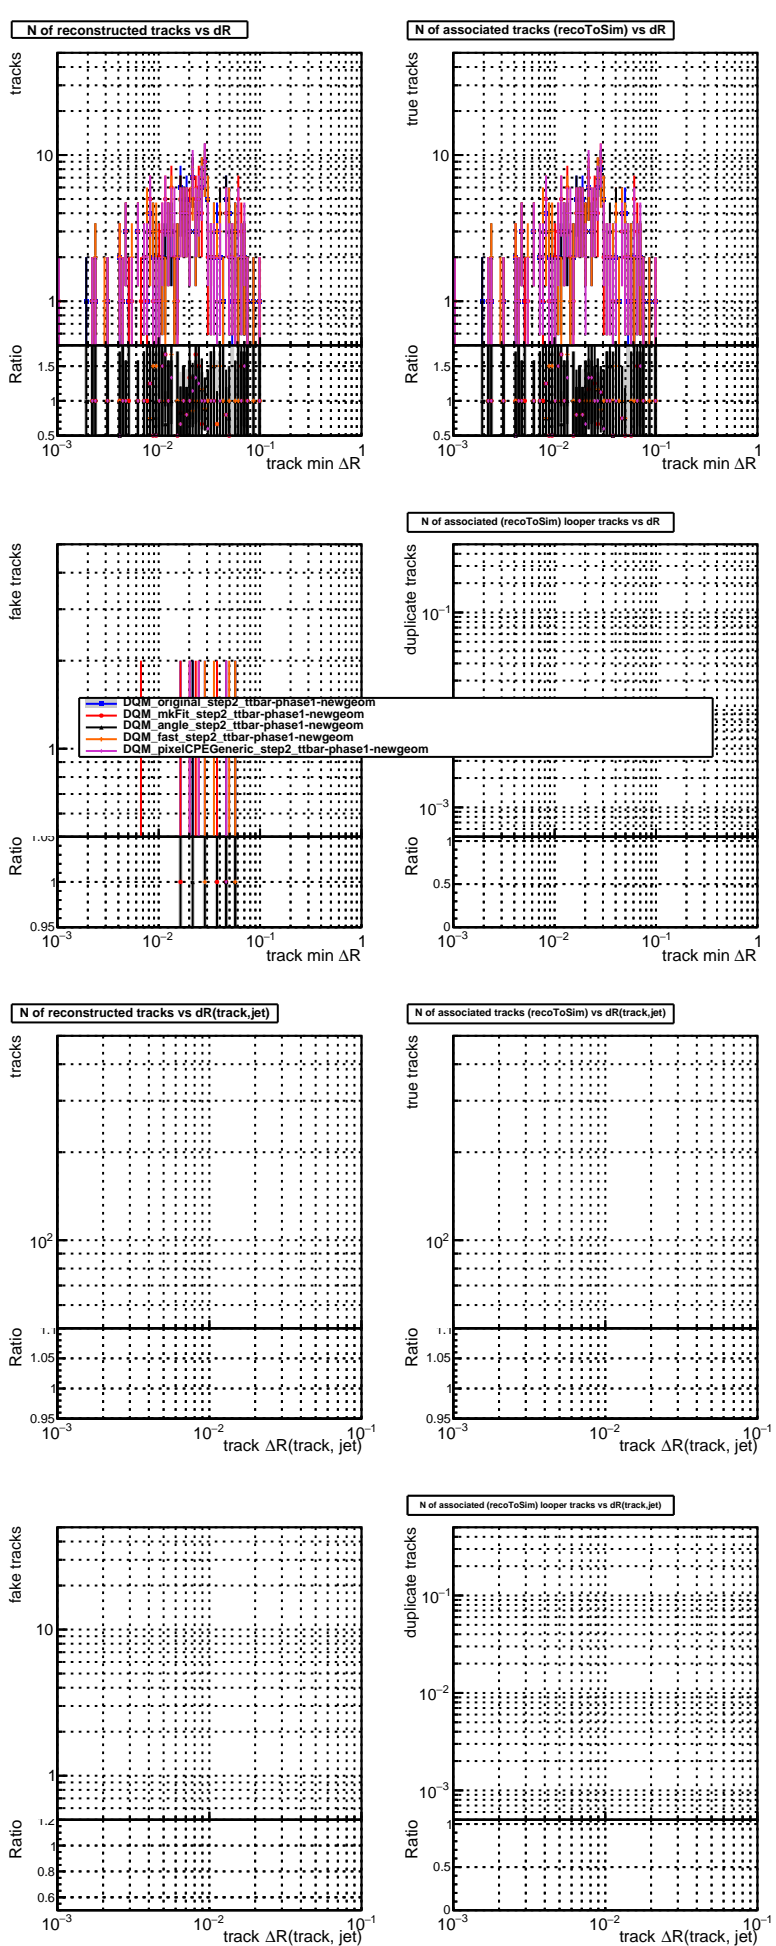 N of reconstructed tracks vs dR
tracks
10
1
Ratio
1.5
1
0.5
10⁻³
10⁻²
10⁻¹
1
track min ΔR
N of associated tracks (recoToSim) vs dR
true tracks
10
1
Ratio
1.5
1
0.5
10⁻³
10⁻²
10⁻¹
1
track min ΔR
fake tracks
1
Ratio
1.05
1
0.95
10⁻³
10⁻²
10⁻¹
1
track min ΔR
N of associated (recoToSim) looper tracks vs dR
duplicate tracks
10⁻¹
10⁻³
Ratio
1
0.5
0
10⁻³
10⁻²
10⁻¹
1
track min ΔR
DQM_original_step2_ttbar-phase1-newgeom
DQM_mkFit_step2_ttbar-phase1-newgeom
DQM_angle_step2_ttbar-phase1-newgeom
DQM_fast_step2_ttbar-phase1-newgeom
DQM_pixelCPEGeneric_step2_ttbar-phase1-newgeom
N of reconstructed tracks vs dR(track,jet)
tracks
10²
Ratio
1.1
1.05
1
0.95
10⁻³
10⁻²
10⁻¹
track ΔR(track, jet)
N of associated tracks (recoToSim) vs dR(track,jet)
true tracks
10²
Ratio
1.1
1.05
1
0.95
10⁻³
10⁻²
10⁻¹
track ΔR(track, jet)
fake tracks
10
1
Ratio
1.2
1
0.8
0.6
10⁻³
10⁻²
10⁻¹
track ΔR(track, jet)
N of associated (recoToSim) looper tracks vs dR(track,jet)
duplicate tracks
10⁻¹
10⁻²
10⁻³
Ratio
1
0.5
0
10⁻³
10⁻²
10⁻¹
track ΔR(track, jet)